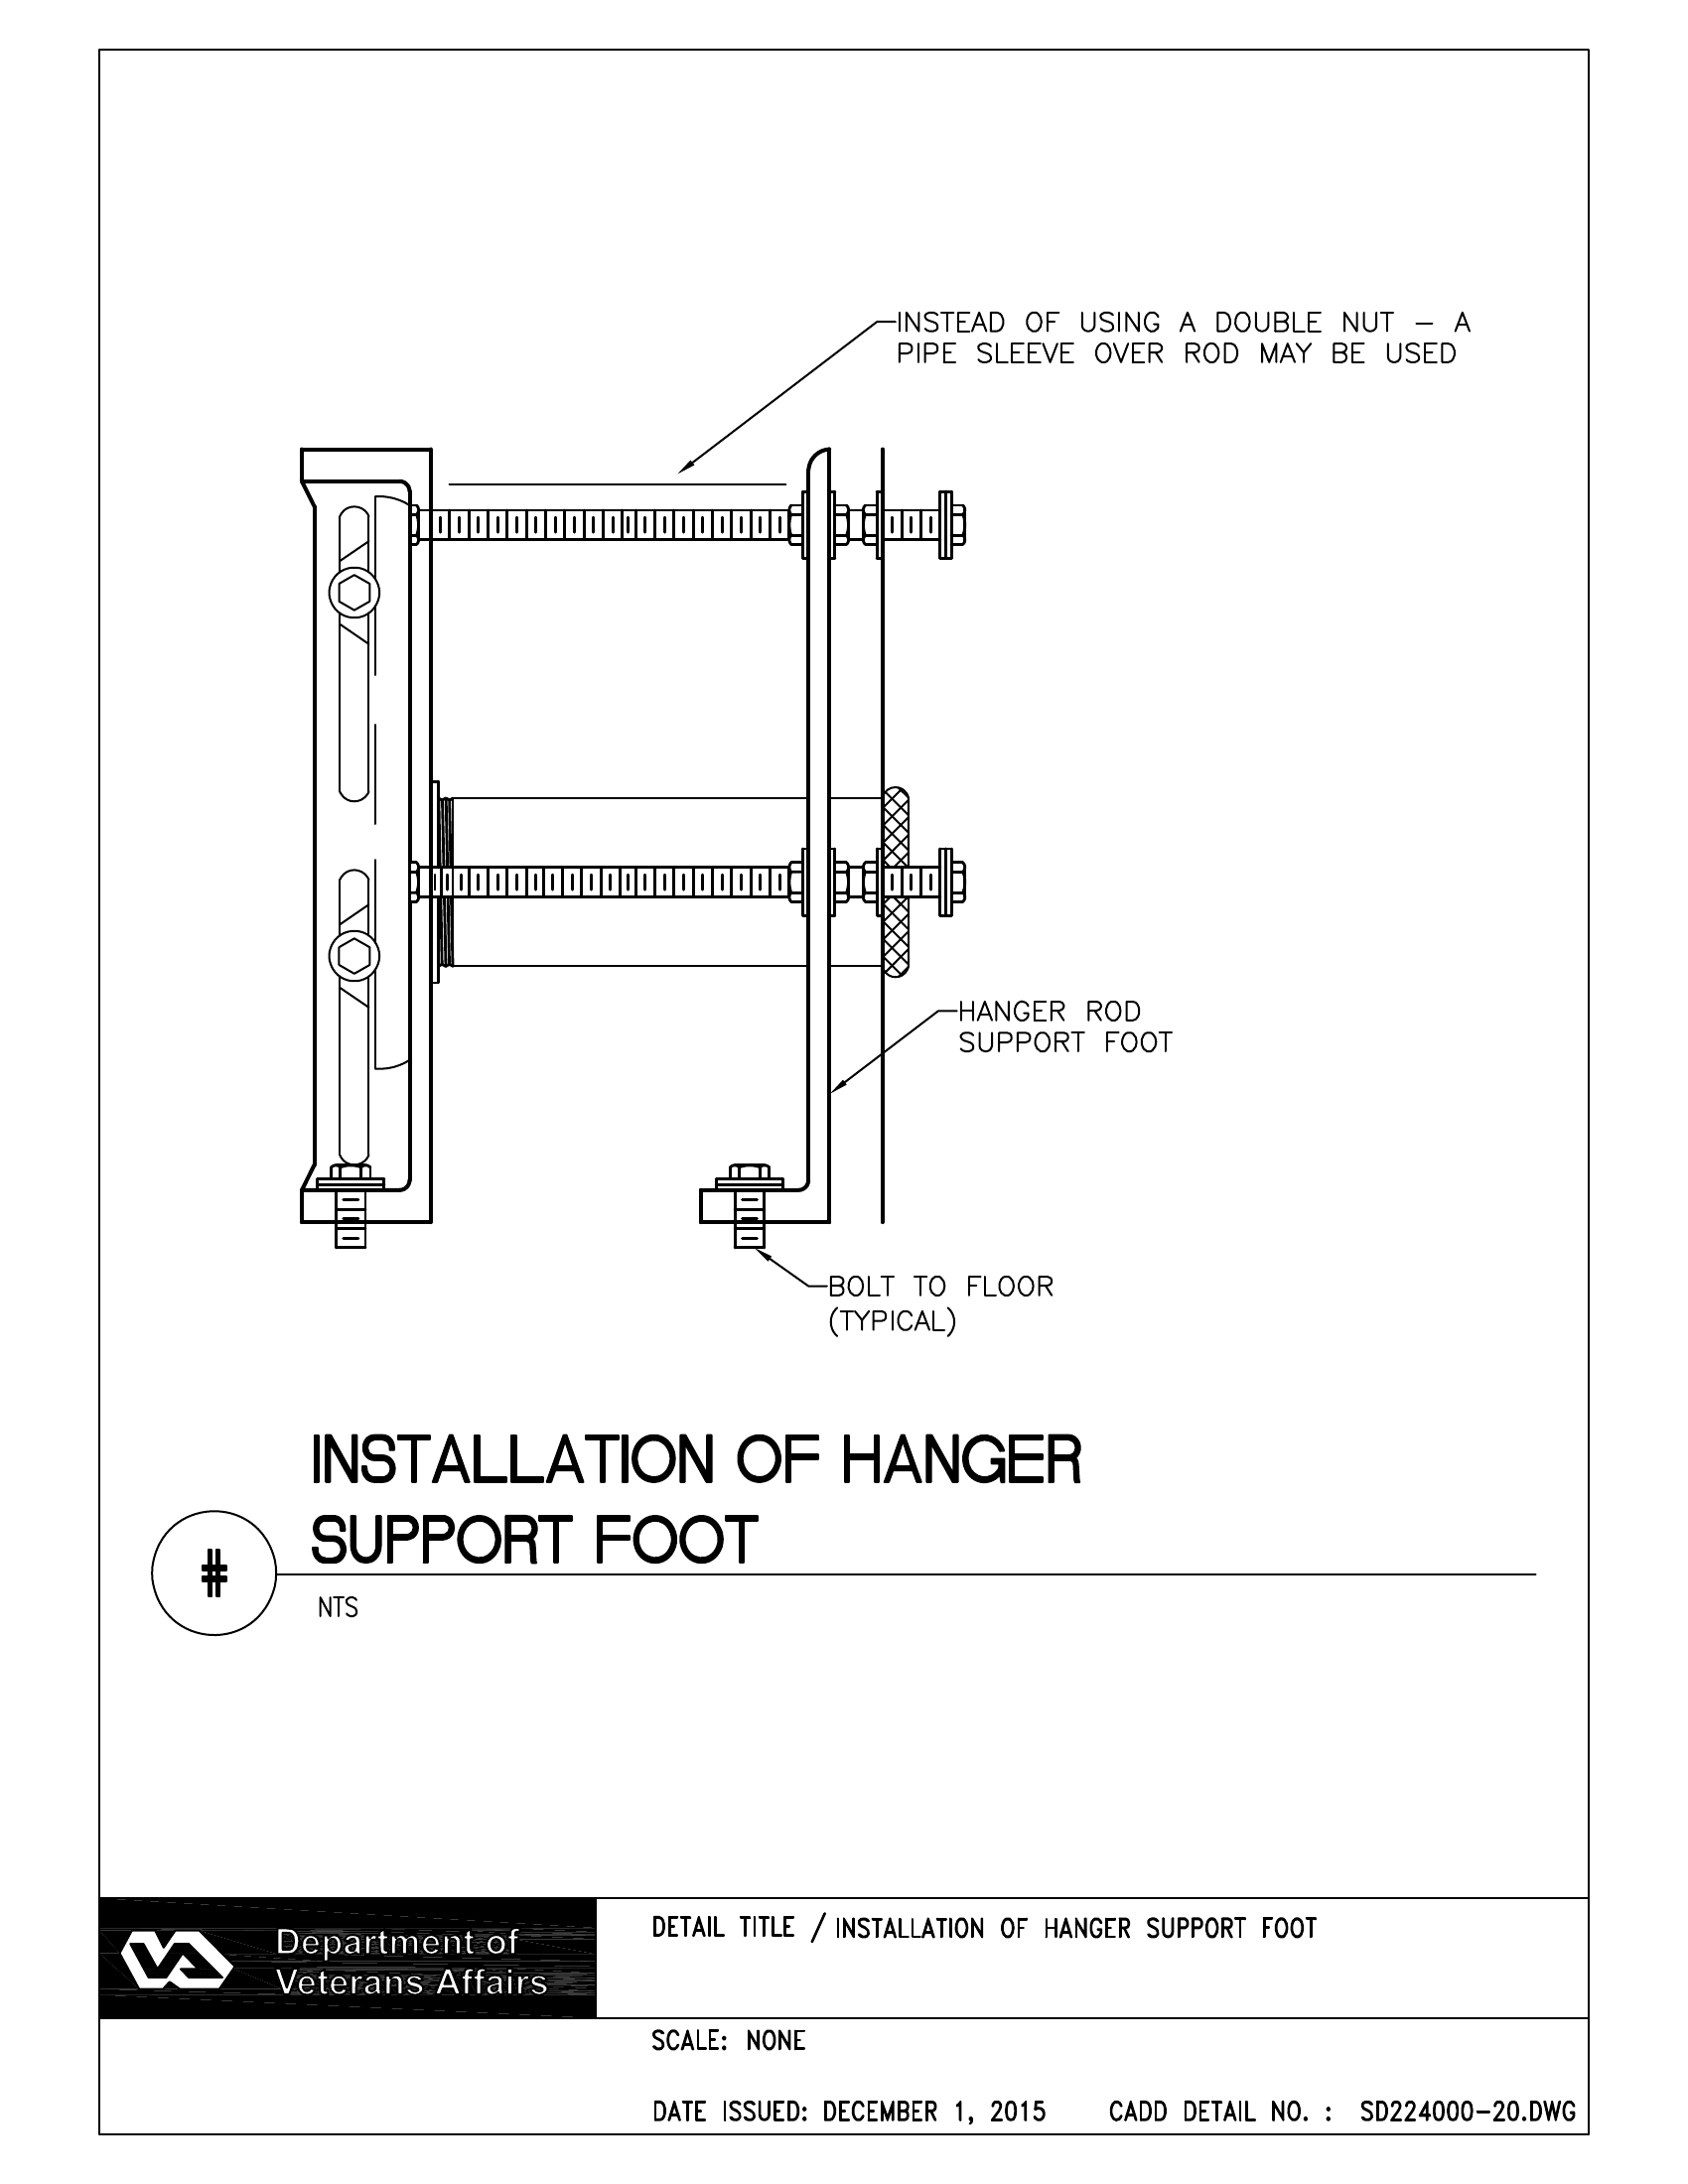 INSTEAD OF USING A DOUBLE NUT – A
PIPE SLEEVE OVER ROD MAY BE USED
HANGER ROD
SUPPORT FOOT
BOLT TO FLOOR
(TYPICAL)
INSTALLATION OF HANGER
SUPPORT FOOT
#
NTS
Department of
Veterans Affairs
DETAIL TITLE / INSTALLATION OF HANGER SUPPORT FOOT
SCALE: NONE
DATE ISSUED: DECEMBER 1, 2015 CADD DETAIL NO. : SD224000-20.DWG